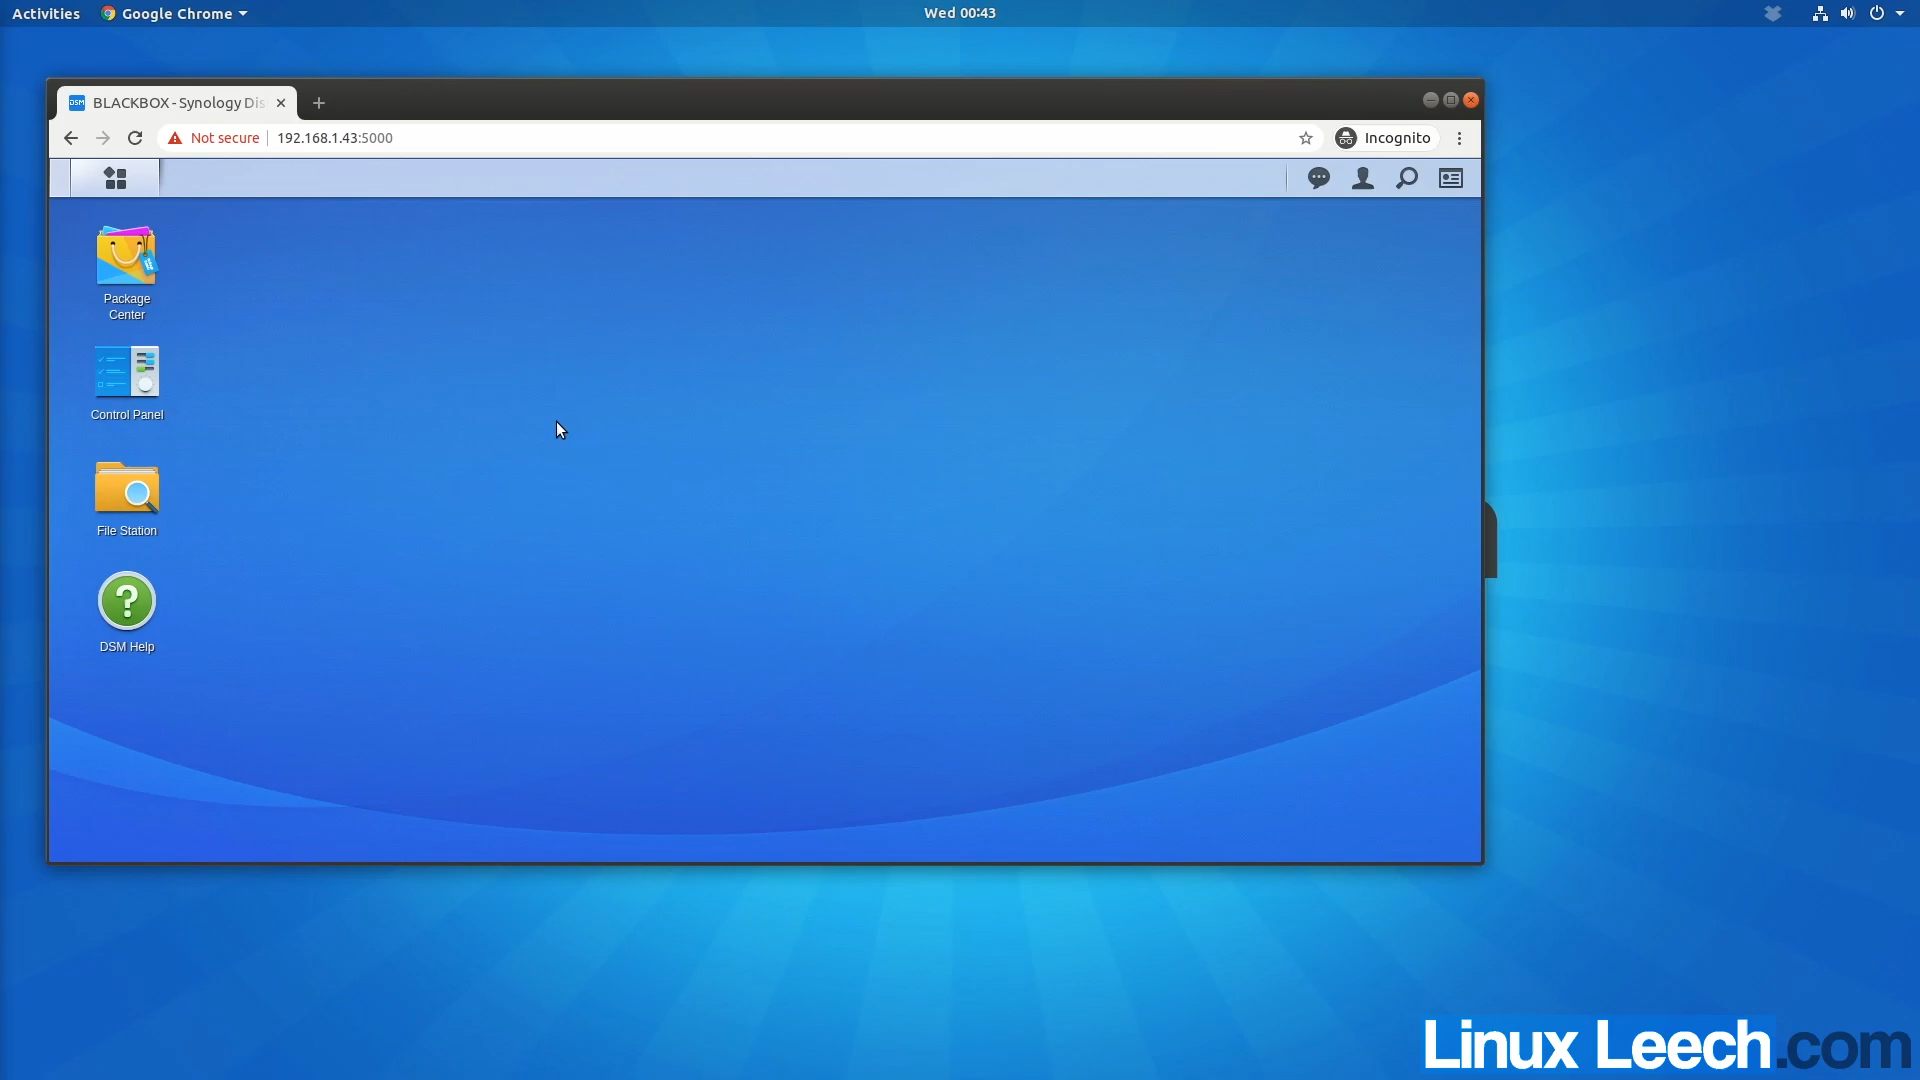 Activities
Google Chrome
Wed 00:43
BLACKBOX - Synology Dis
Not secure
192.168.1.43:5000
Incognito
Package
Center
Control Panel
File Station
DSM Help
Linux Leech.com